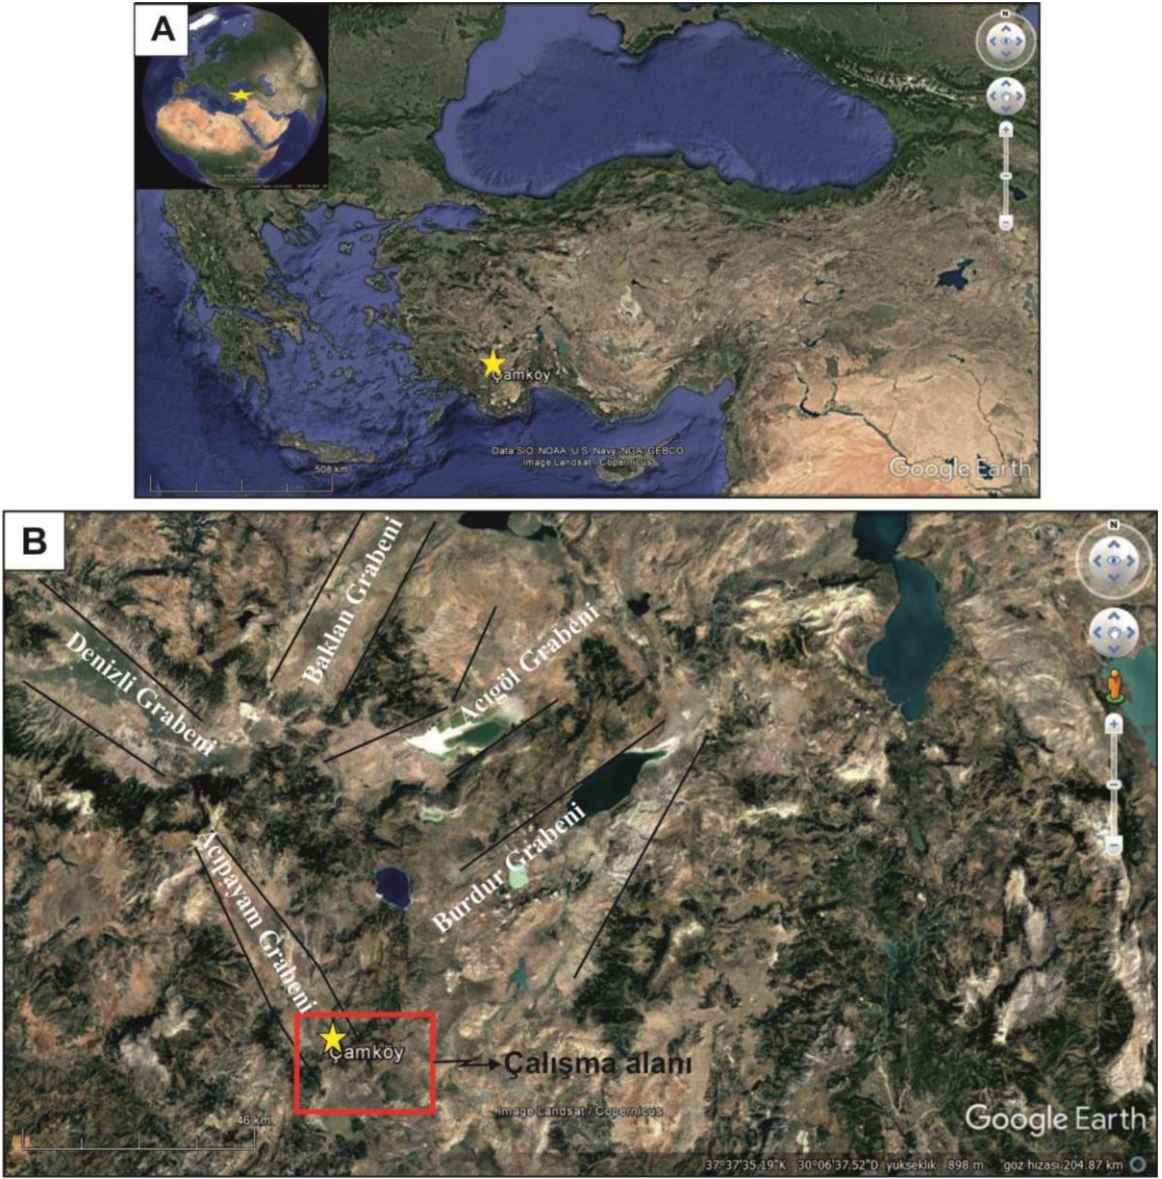 A
N
Çamköy
Data SIO, NOAA, U.S. Navy, NGA, GEBCO
Image Landsat / Copernicus
508 km
Google Earth
B
N
Baklan Grabeni
Denizli Grabeni
Acıgöl Grabeni
Burdur Grabeni
Acıpayam Grabeni
Çamköy
Çalışma alanı
Image Landsat / Copernicus
46 km
Google Earth
37°37'35.19"K 30°06'37.52"D yükseklik 898 m göz hizası 204.87 km